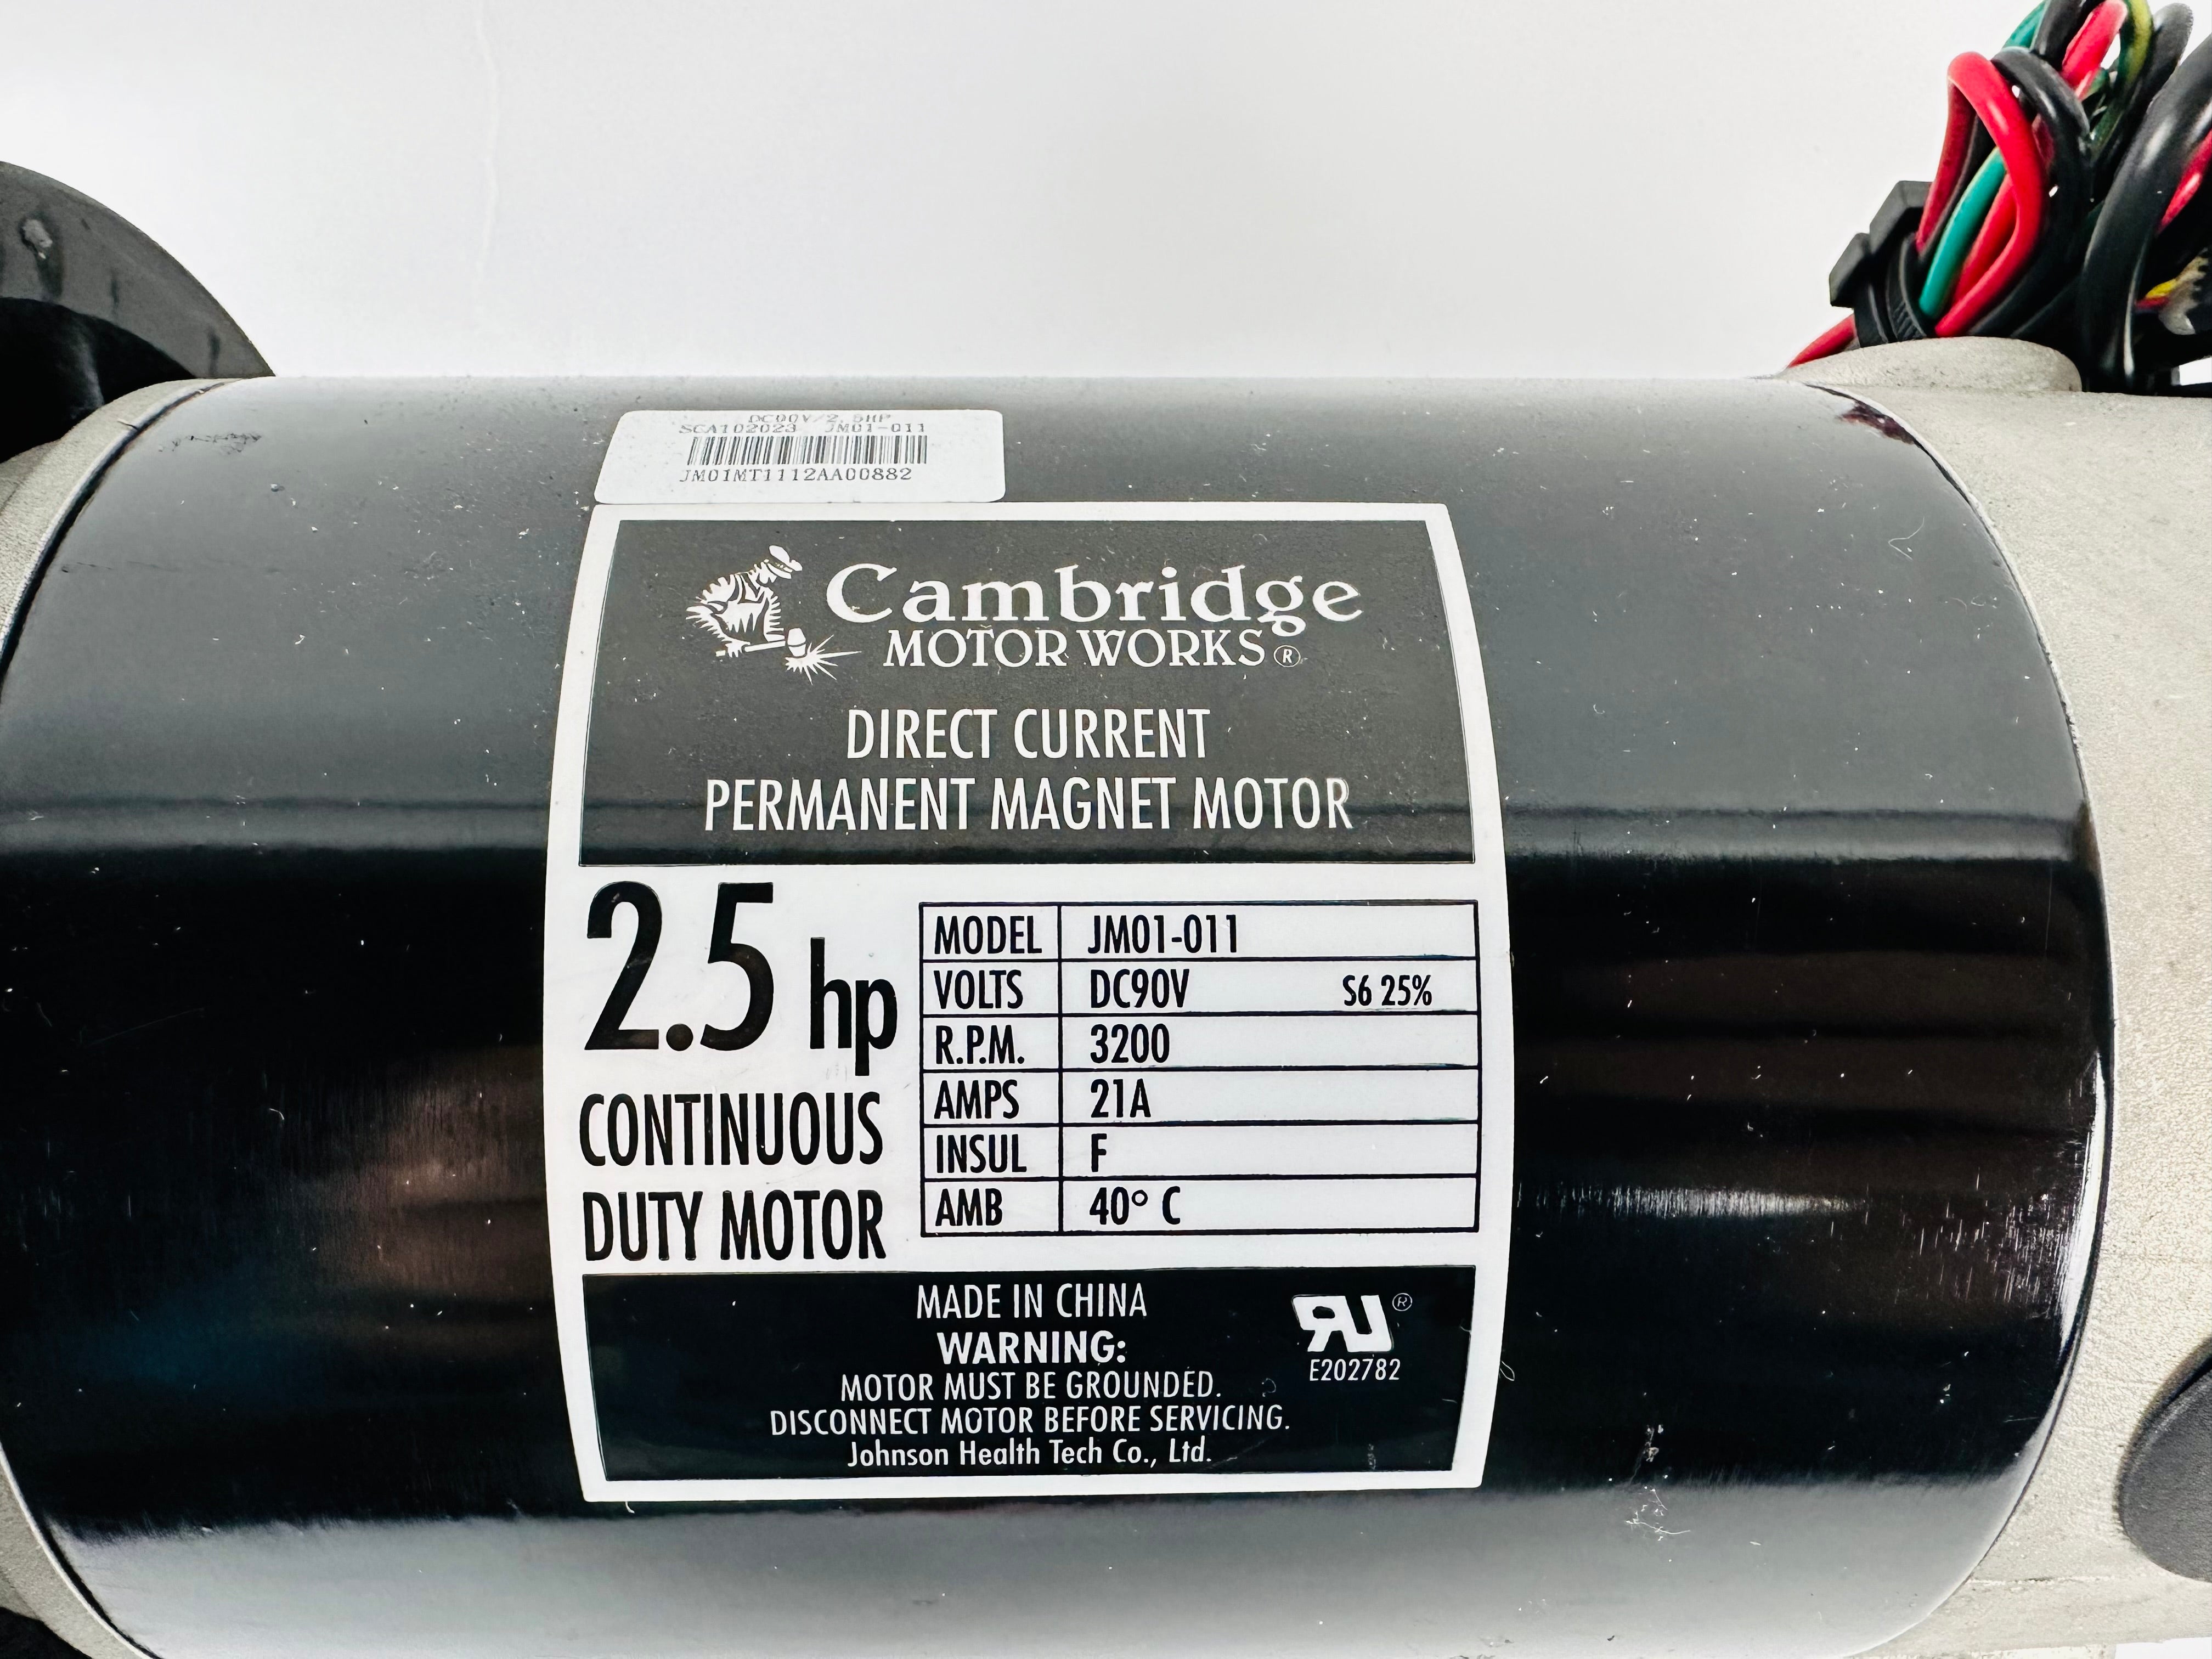 DC90V/2.5HP
SCA102023 JM01-011
JM01MT1112AA00882
Cambridge
MOTOR WORKS®
DIRECT CURRENT
PERMANENT MAGNET MOTOR
2.5 hp
CONTINUOUS
DUTY MOTOR
MODEL JM01-011
VOLTS DC90V S6 25%
R.P.M. 3200
AMPS 21A
INSUL F
AMB 40° C
MADE IN CHINA
WARNING:
MOTOR MUST BE GROUNDED.
DISCONNECT MOTOR BEFORE SERVICING.
Johnson Health Tech Co., Ltd.
RU®
E202782